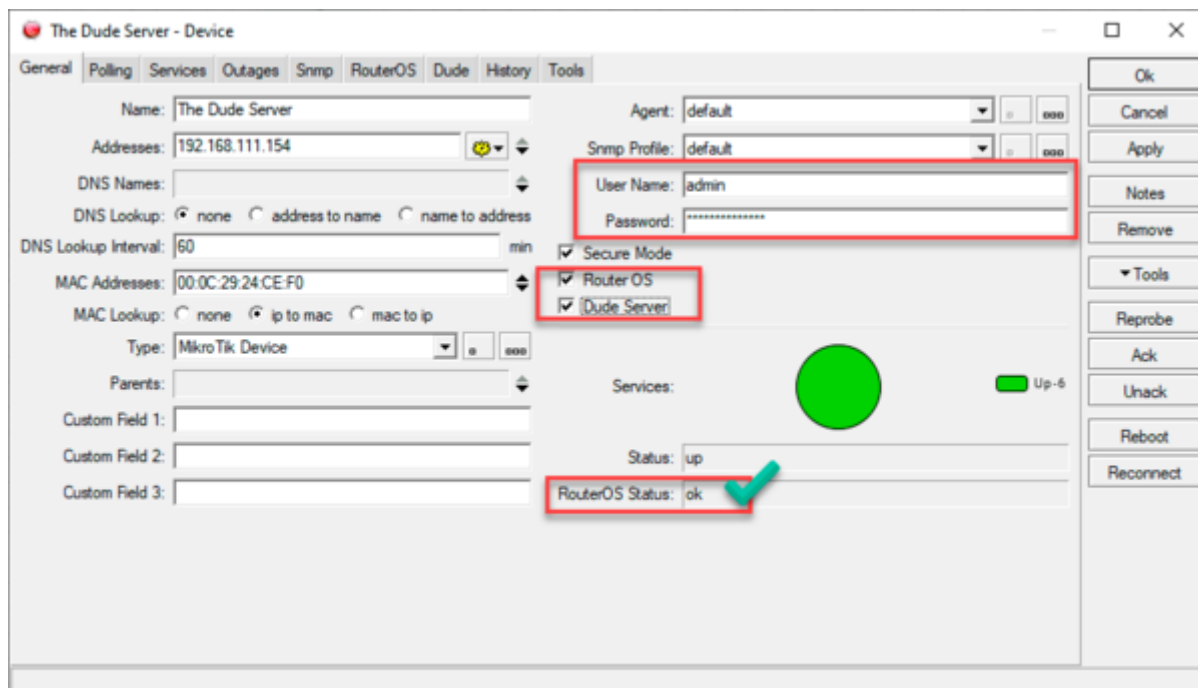 The Dude Server - Device
General Polling Services Outages Snmp RouterOS Dude History Tools
Name: The Dude Server
Addresses: 192.168.111.154
DNS Names:
DNS Lookup: none address to name name to address
DNS Lookup Interval: 60 min
MAC Addresses: 00:0C:29:24:CE:F0
MAC Lookup: none ip to mac mac to ip
Type: MikroTik Device
Parents:
Custom Field 1:
Custom Field 2:
Custom Field 3:
Agent: default
Snmp Profile: default
User Name: admin
Password: **************
Secure Mode
Router OS
Dude Server
Services:
Up-6
Status: up
RouterOS Status: ok
Ok
Cancel
Apply
Notes
Remove
Tools
Reprobe
Ack
Unack
Reboot
Reconnect